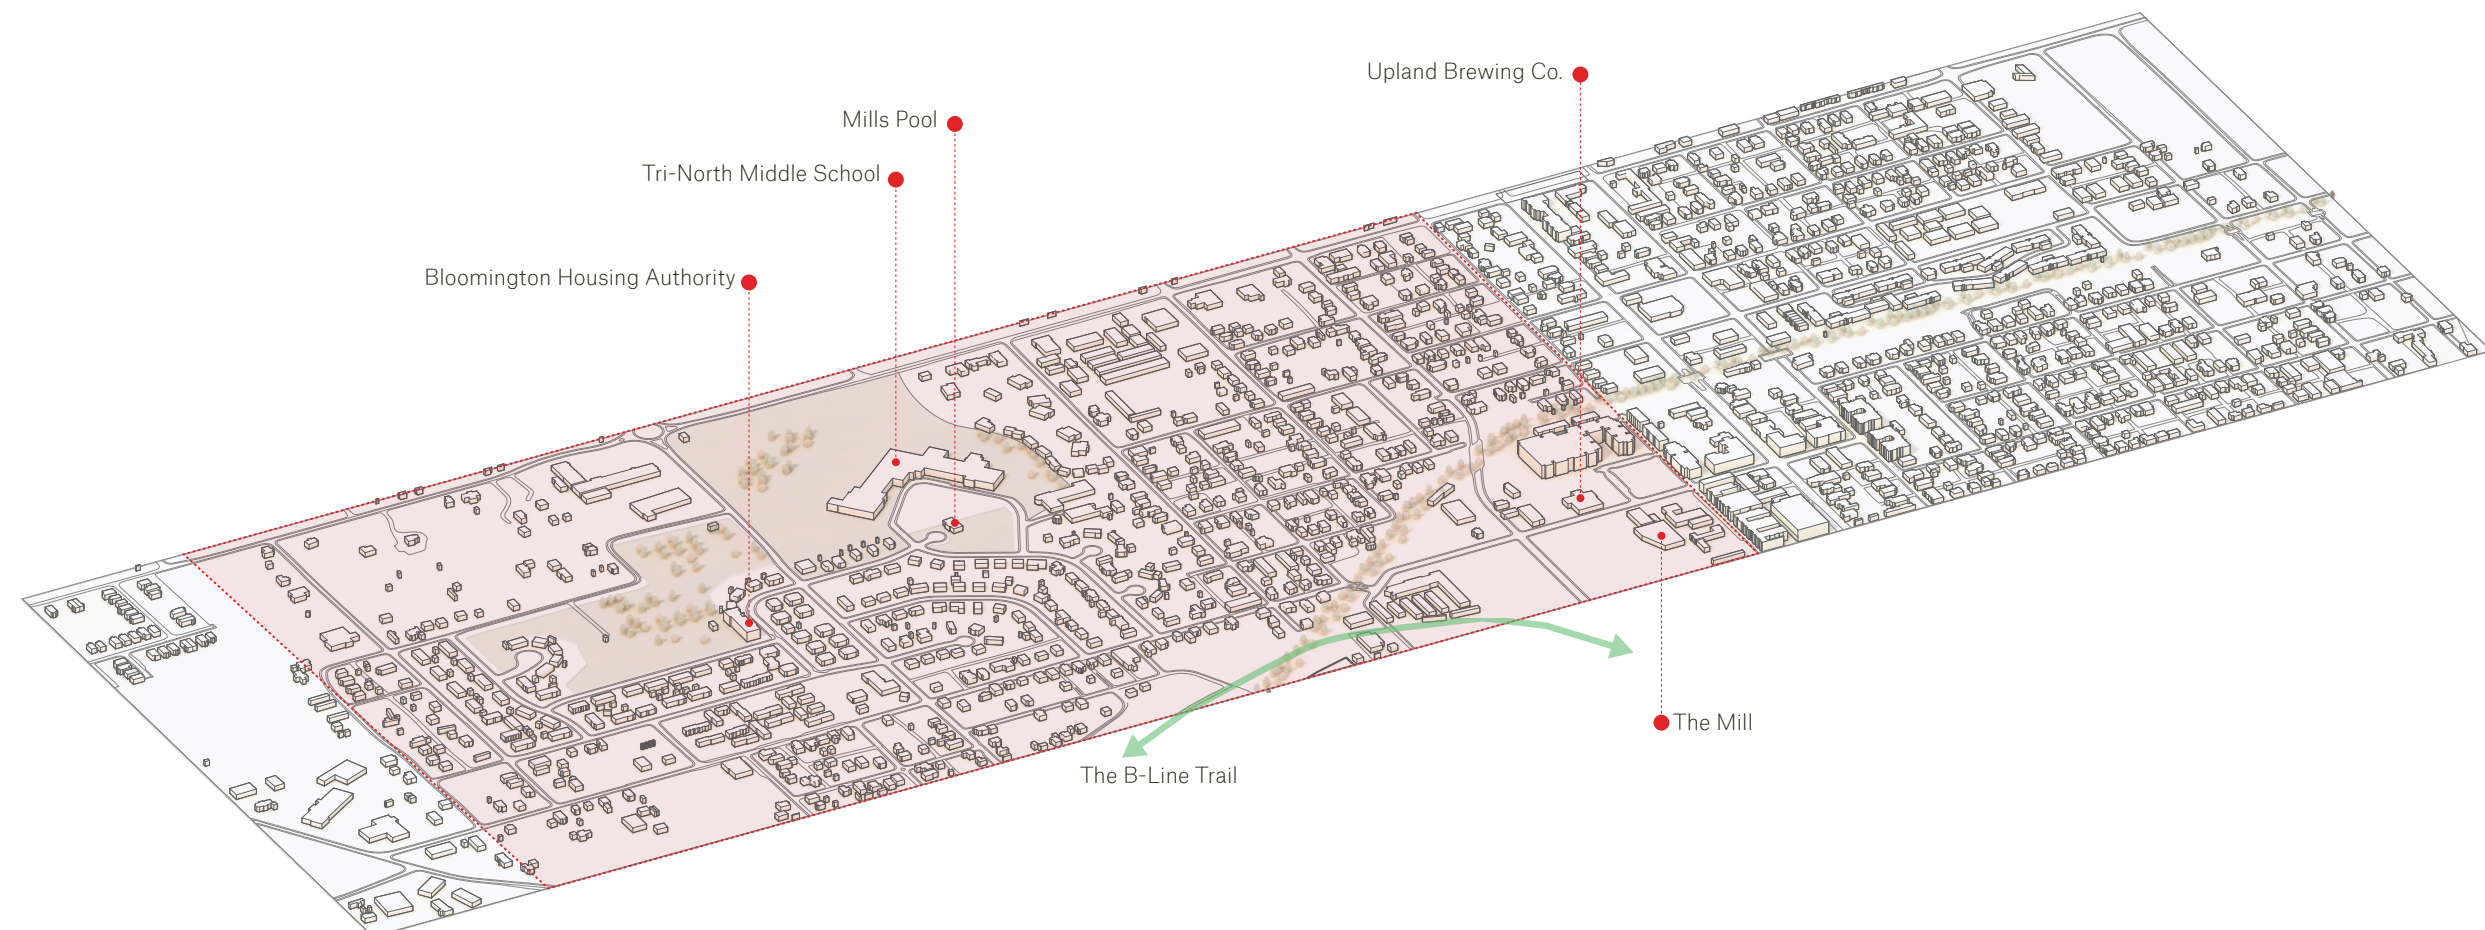 Upland Brewing Co.
Mills Pool
Tri-North Middle School
Bloomington Housing Authority
The Mill
The B-Line Trail